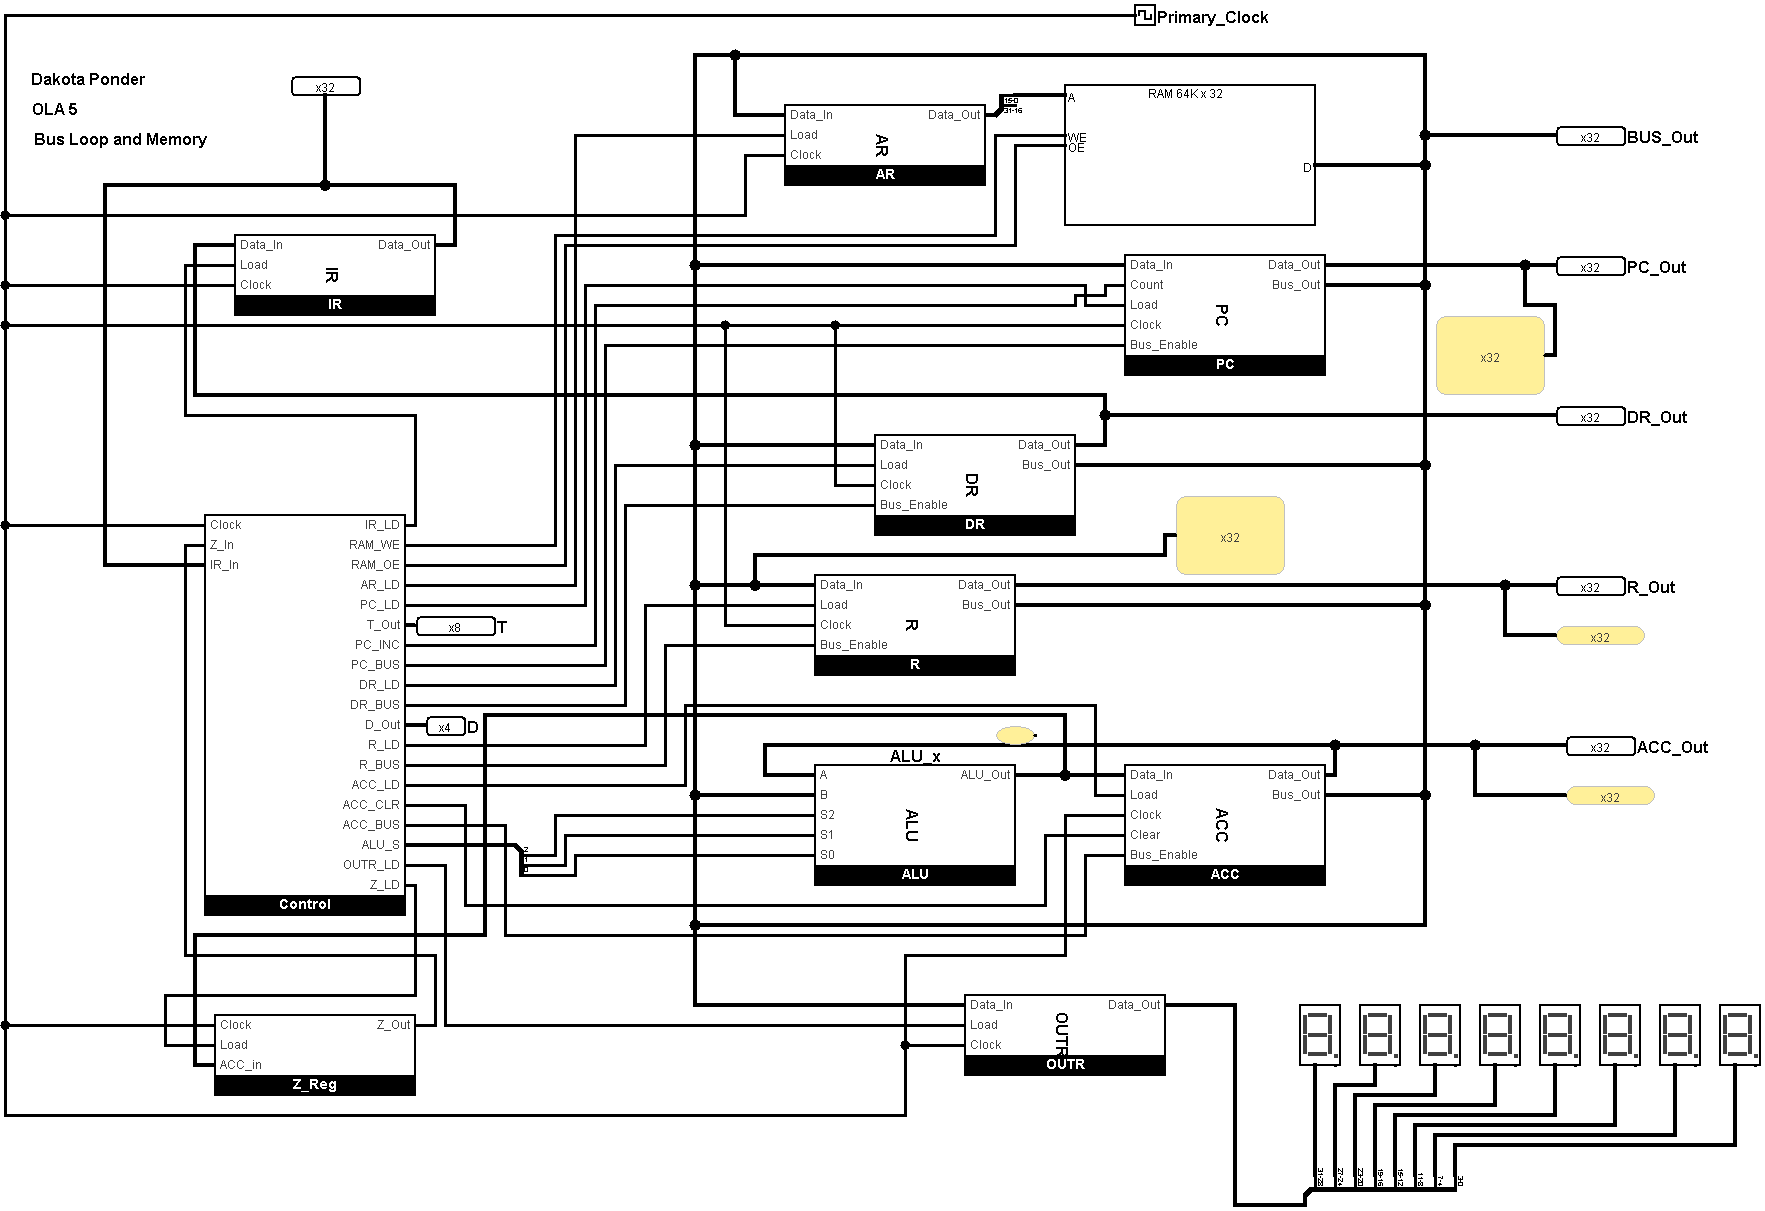 Primary_Clock
Dakota Ponder
OLA 5
Bus Loop and Memory
x32
Data_In
Load
Clock
Data_Out
AR
AR
15-0
31-16
RAM 64K x 32
A
WE
OE
D
x32
BUS_Out
Data_In
Load
Clock
Data_Out
IR
IR
Data_In
Count
Load
Clock
Bus_Enable
Data_Out
Bus_Out
PC
PC
x32
PC_Out
x32
x32
DR_Out
Data_In
Load
Clock
Bus_Enable
Data_Out
Bus_Out
DR
DR
x32
Clock
Z_In
IR_In
IR_LD
RAM_WE
RAM_OE
AR_LD
PC_LD
T_Out
x8
T
PC_INC
PC_BUS
DR_LD
DR_BUS
D_Out
x4
D
R_LD
R_BUS
ACC_LD
ACC_CLR
ACC_BUS
ALU_S
OUTR_LD
Z_LD
Control
Data_In
Load
Clock
Bus_Enable
Data_Out
Bus_Out
R
R
x32
R_Out
x32
ALU_x
A
B
S2
S1
S0
ALU_Out
ALU
ALU
2
1
0
Data_In
Load
Clock
Clear
Bus_Enable
Data_Out
Bus_Out
ACC
ACC
x32
ACC_Out
x32
Clock
Load
ACC_in
Z_Out
Z_Reg
Data_In
Load
Clock
Data_Out
OUTR
OUTR
31-28
27-24
23-20
19-16
15-12
11-8
7-4
3-0